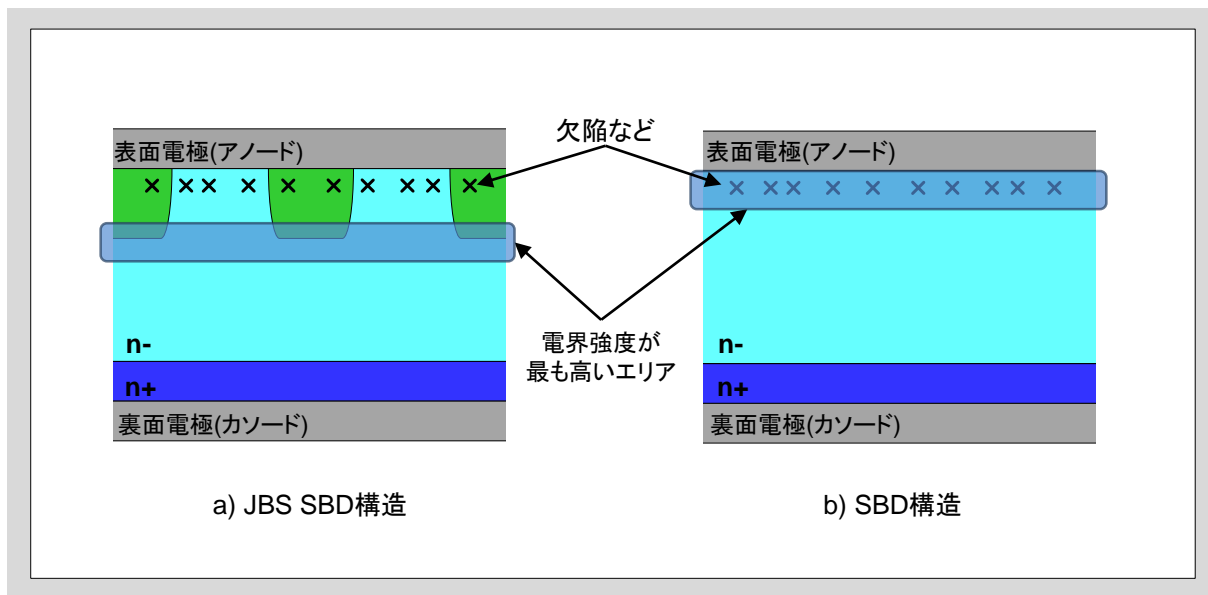 欠陥など
表面電極(アノード)
n-
n+
裏面電極(カソード)
a) JBS SBD構造
電界強度が
最も高いエリア
表面電極(アノード)
n-
n+
裏面電極(カソード)
b) SBD構造